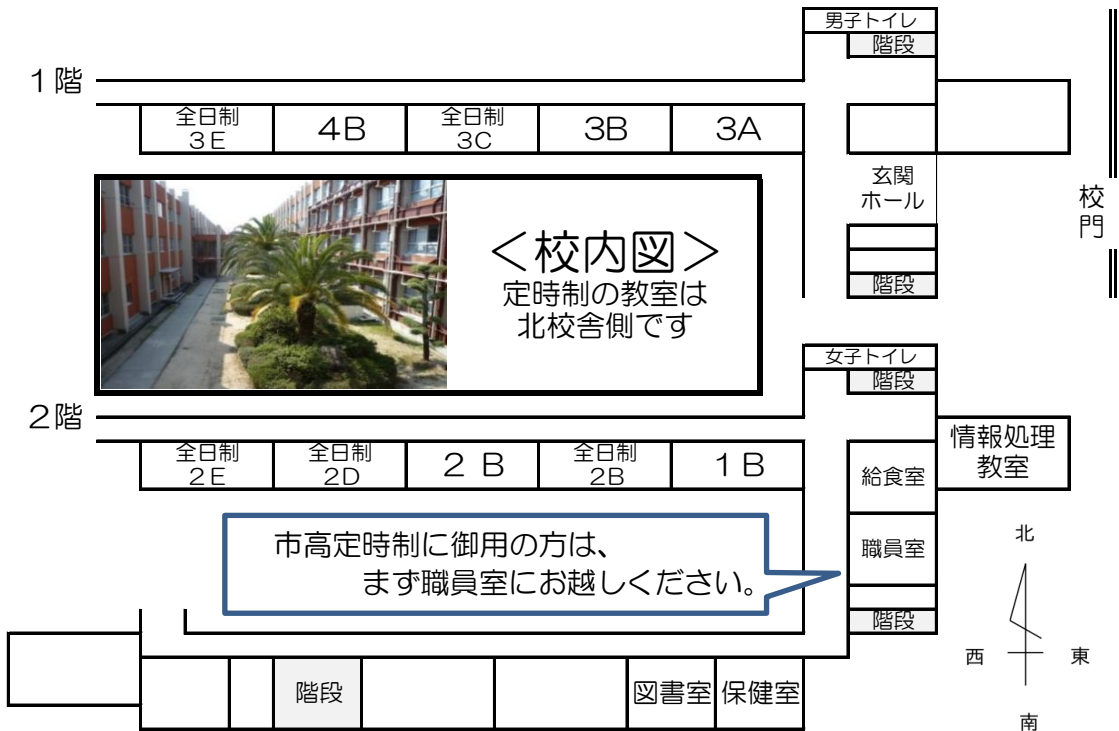 男子トイレ
階段
1階
全日制
3E
4B
全日制
3C
3B
3A
玄関
ホール
校
門
階段
<校内図>
定時制の教室は
北校舎側です
女子トイレ
階段
2階
全日制
2E
全日制
2D
2 B
全日制
2B
1B
給食室
情報処理
教室
職員室
市高定時制に御用の方は、
まず職員室にお越しください。
階段
北
西
東
南
階段
図書室
保健室